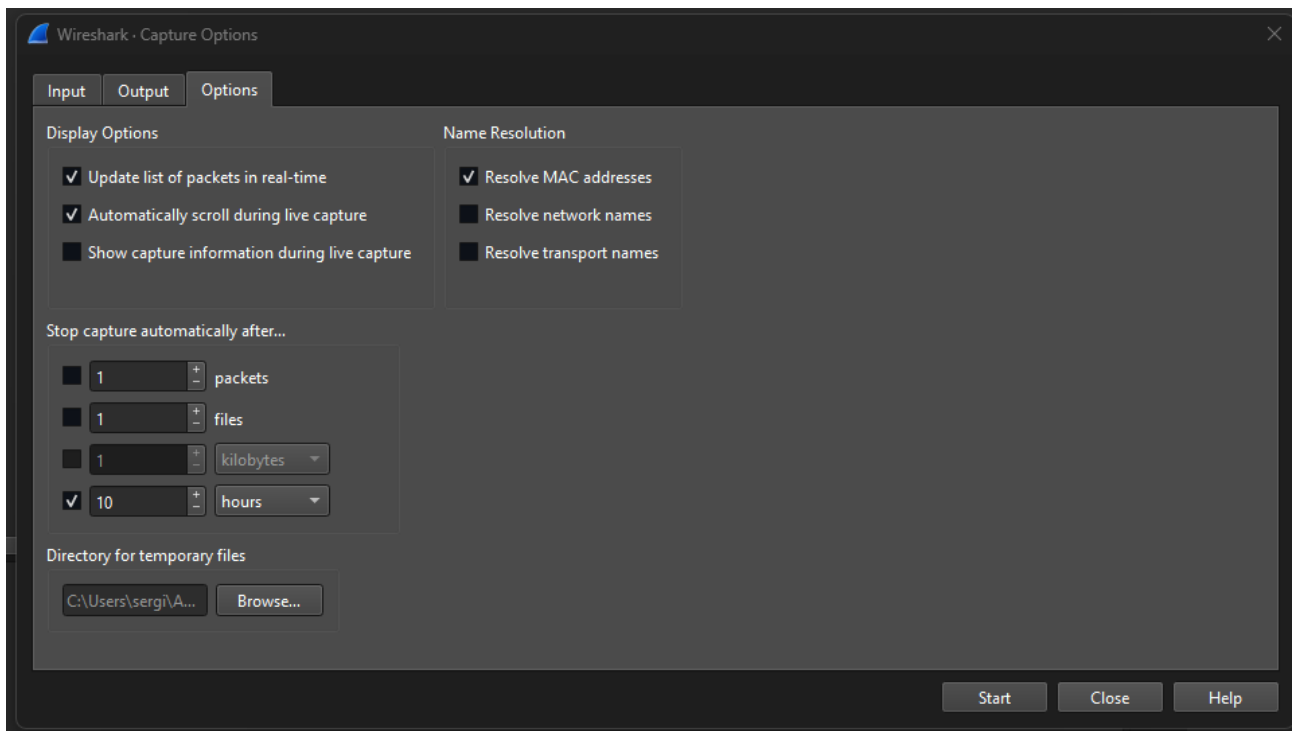 Wireshark · Capture Options
Input Output Options
Display Options
Update list of packets in real-time
Automatically scroll during live capture
Show capture information during live capture
Name Resolution
Resolve MAC addresses
Resolve network names
Resolve transport names
Stop capture automatically after...
1 packets
1 files
1 kilobytes
10 hours
Directory for temporary files
C:\Users\sergi\A... Browse...
Start Close Help